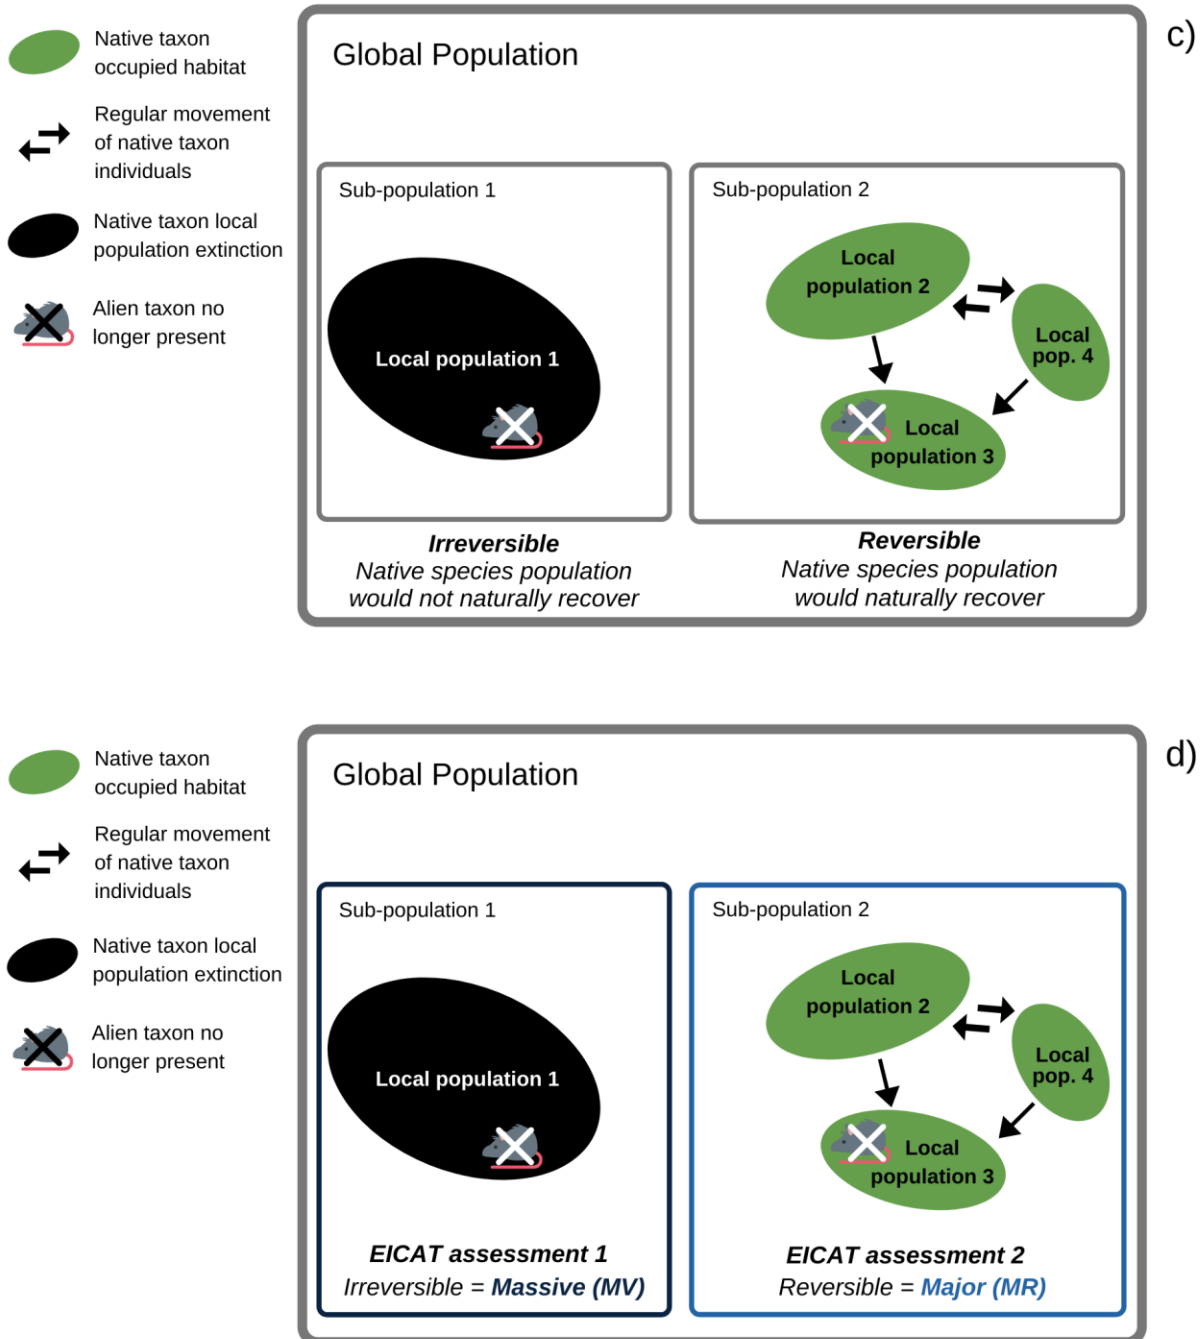 Native taxon
occupied habitat
Regular movement
of native taxon
individuals
Native taxon local
population extinction
Alien taxon no
longer present
c)
Global Population
Sub-population 1
Local population 1
Irreversible
Native species population
would not naturally recover
Sub-population 2
Local
population 2
Local
pop. 4
Local
population 3
Reversible
Native species population
would naturally recover
Native taxon
occupied habitat
Regular movement
of native taxon
individuals
Native taxon local
population extinction
Alien taxon no
longer present
d)
Global Population
Sub-population 1
Local population 1
EICAT assessment 1
Irreversible = Massive (MV)
Sub-population 2
Local
population 2
Local
pop. 4
Local
population 3
EICAT assessment 2
Reversible = Major (MR)